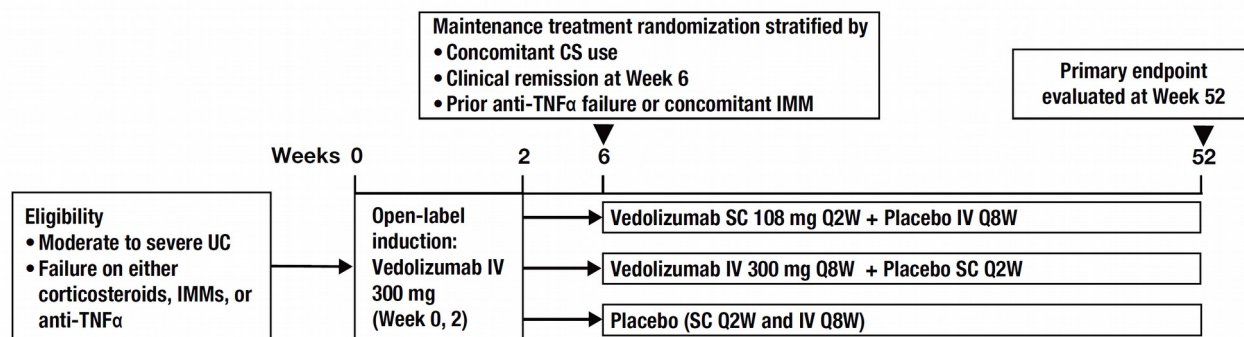 Maintenance treatment randomization stratified by
• Concomitant CS use
• Clinical remission at Week 6
• Prior anti-TNFα failure or concomitant IMM
Primary endpoint
evaluated at Week 52
Weeks 0 2 6 52
Eligibility
• Moderate to severe UC
• Failure on either
corticosteroids, IMMs, or
anti-TNFα
Open-label
induction:
Vedolizumab IV
300 mg
(Week 0, 2)
Vedolizumab SC 108 mg Q2W + Placebo IV Q8W
Vedolizumab IV 300 mg Q8W + Placebo SC Q2W
Placebo (SC Q2W and IV Q8W)